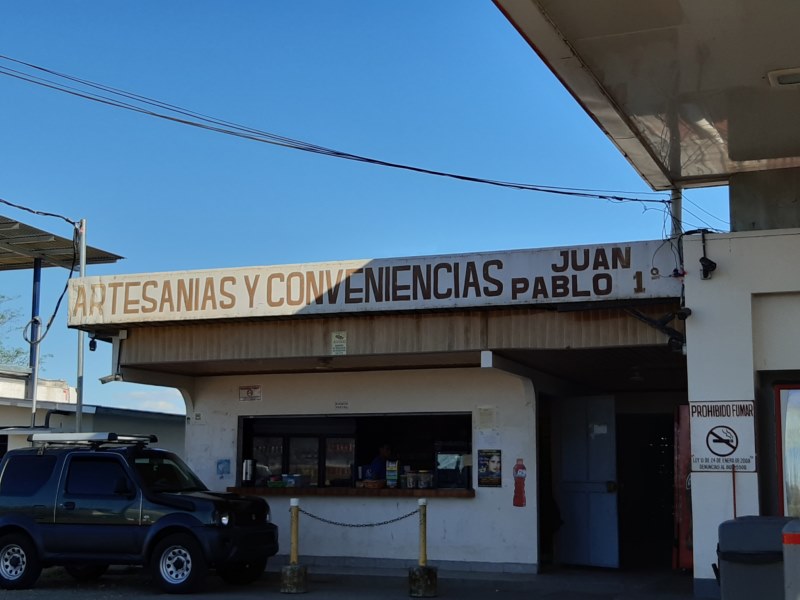 ARTESANIAS Y CONVENIENCIAS JUAN PABLO 1°
PROHIBIDO FUMAR